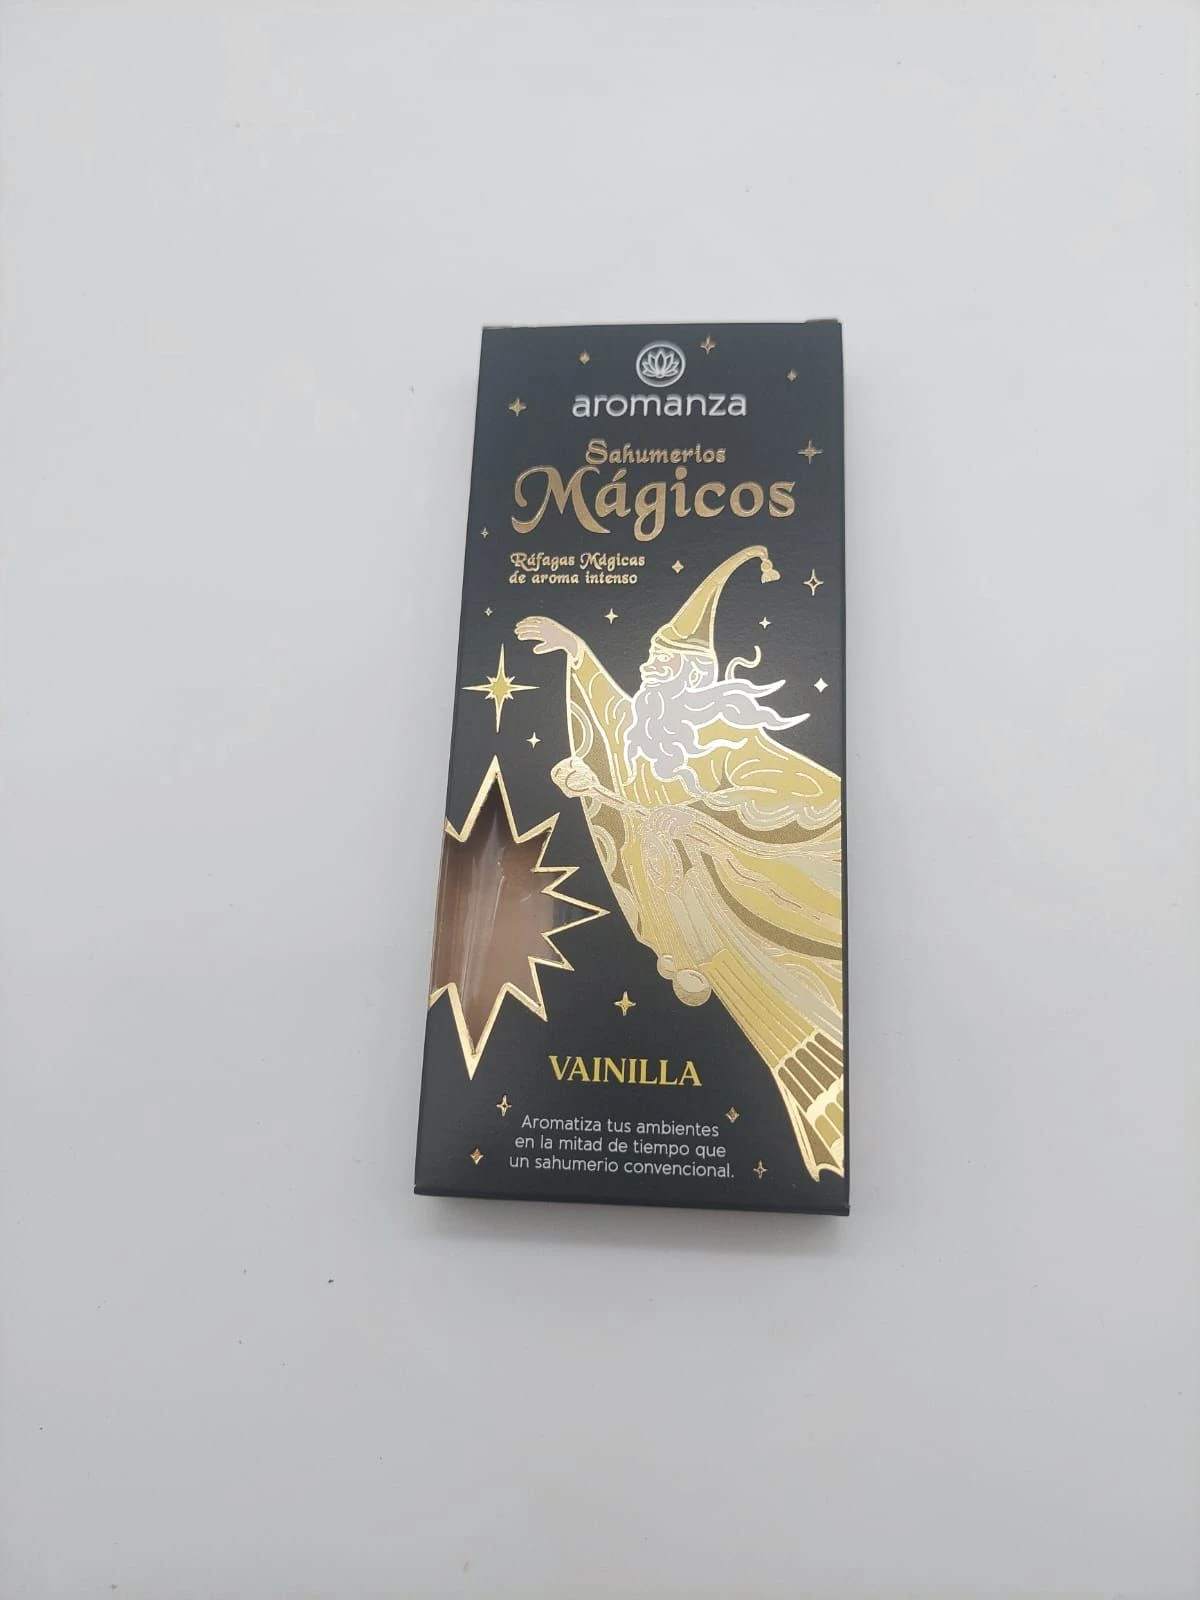 aromanza
Sahumerios
Mágicos
Ráfagas Mágicas
de aroma intenso
VAINILLA
Aromatiza tus ambientes
en la mitad de tiempo que
un sahumerio convencional.